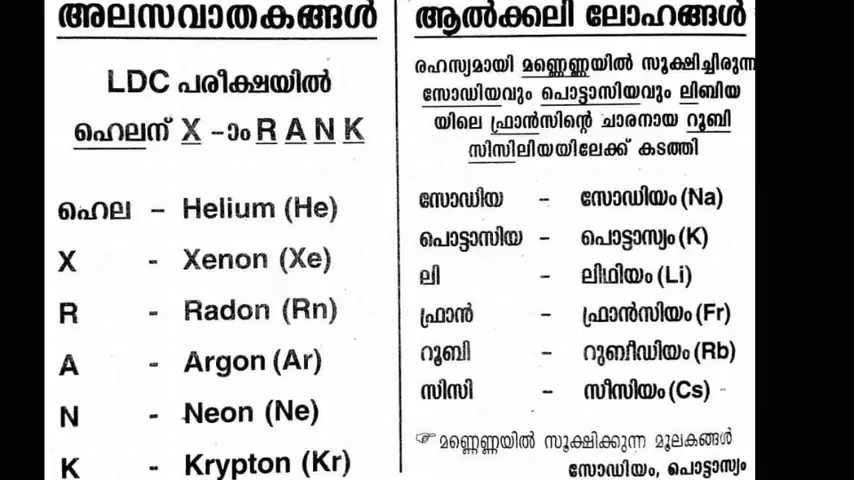 അലസവാതകങ്ങൾ
LDC പരീക്ഷയിൽ
ഹെലന് X -ാം R A N K
ഹെല - Helium (He)
X - Xenon (Xe)
R - Radon (Rn)
A - Argon (Ar)
N - Neon (Ne)
K - Krypton (Kr)
ആൽക്കലി ലോഹങ്ങൾ
രഹസ്യമായി മണ്ണെണ്ണയിൽ സൂക്ഷിച്ചിരുന്ന
സോഡിയവും പൊട്ടാസിയവും ലിബിയ
യിലെ ഫ്രാൻസിന്റെ ചാരനായ റൂബി
സിസിലിയയിലേക്ക് കടത്തി
സോഡിയ - സോഡിയം (Na)
പൊട്ടാസിയ - പൊട്ടാസ്യം (K)
ലി - ലിഥിയം (Li)
ഫ്രാൻ - ഫ്രാൻസിയം (Fr)
റൂബി - റുബീഡിയം (Rb)
സിസി - സീസിയം (Cs)
☞ മണ്ണെണ്ണയിൽ സൂക്ഷിക്കുന്ന മൂലകങ്ങൾ
സോഡിയം, പൊട്ടാസ്യം